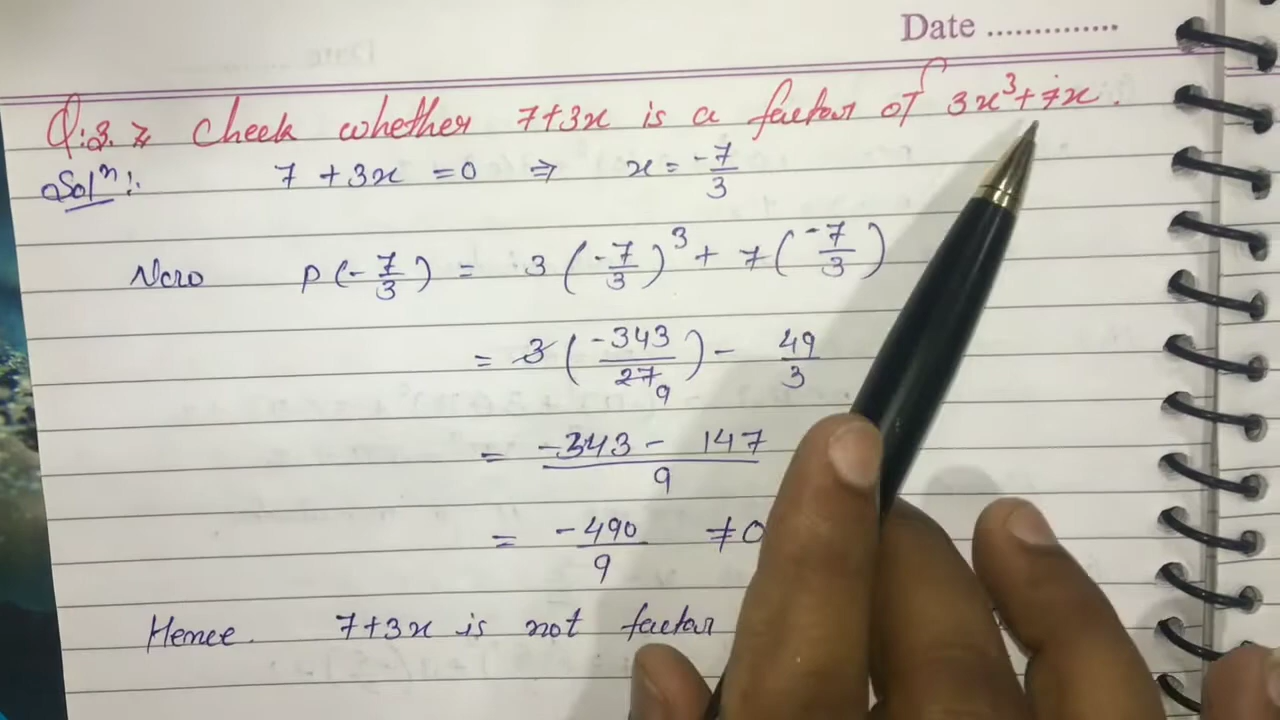 Date ..............
Q:3.> Check whether 7+3x is a factor of 3x³+7x.
Solⁿ:. 7 + 3x = 0 ⇒ x = -7/3
Now P(-7/3) = 3(-7/3)³ + 7(-7/3)
= 3(-343/27 9) - 49/3
= -343 - 147 / 9
= -490/9 ≠0
Hence. 7+3x is not factor